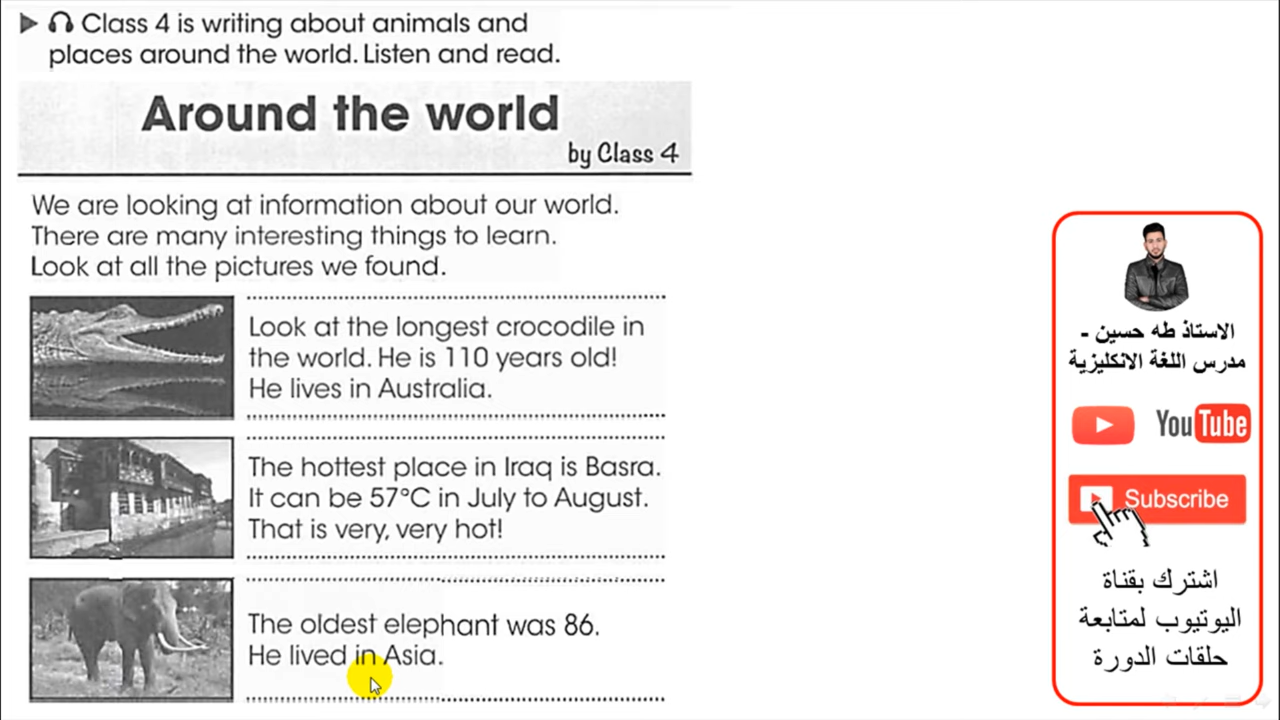 Class 4 is writing about animals and
places around the world. Listen and read.
Around the world
by Class 4
We are looking at information about our world.
There are many interesting things to learn.
Look at all the pictures we found.
Look at the longest crocodile in
the world. He is 110 years old!
He lives in Australia.
The hottest place in Iraq is Basra.
It can be 57°C in July to August.
That is very, very hot!
The oldest elephant was 86.
He lived in Asia.
الاستاذ طه حسين -
مدرس اللغة الانكليزية
YouTube
Subscribe
اشترك بقناة
اليوتيوب لمتابعة
حلقات الدورة